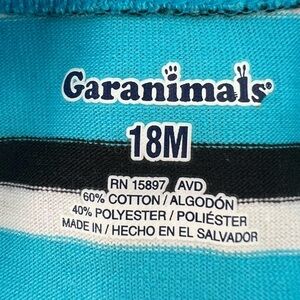 Garanimals®
18M
RN 15897 AVD
60% COTTON / ALGODÓN
40% POLYESTER / POLIÉSTER
MADE IN / HECHO EN EL SALVADOR